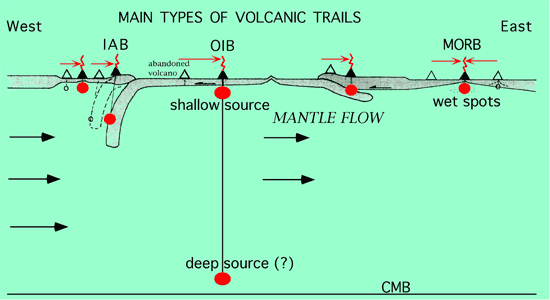 MAIN TYPES OF VOLCANIC TRAILS
West
East
IAB
OIB
MORB
abandoned
volcano
shallow source
wet spots
MANTLE FLOW
deep source (?)
CMB